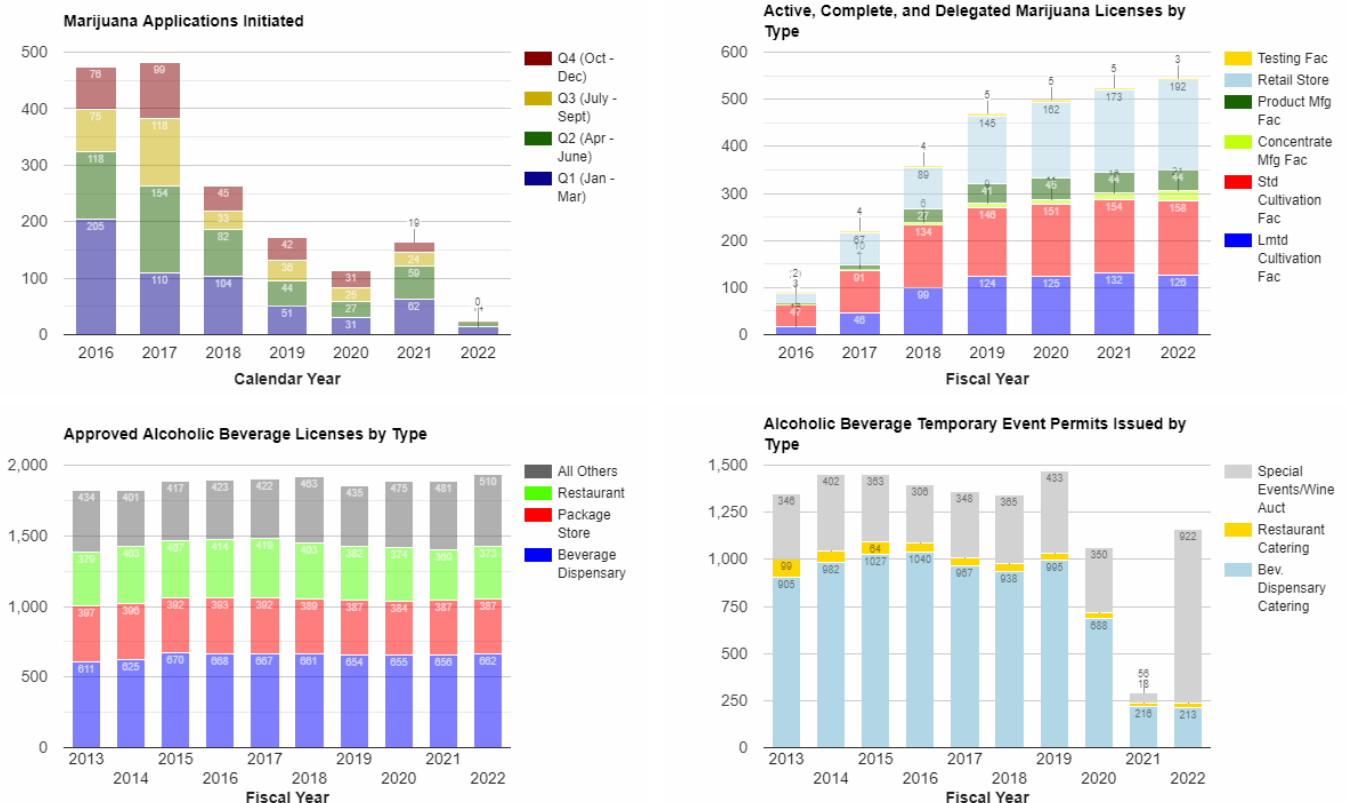 Marijuana Applications Initiated
500
400
300
200
100
0
76
75
118
205
99
118
154
110
45
33
82
104
42
36
44
51
31
25
27
31
19
24
59
62
0
2016 2017 2018 2019 2020 2021 2022
Calendar Year
Q4 (Oct -
Dec)
Q3 (July -
Sept)
Q2 (Apr -
June)
Q1 (Jan -
Mar)
Active, Complete, and Delegated Marijuana Licenses by
Type
600
500
400
300
200
100
0
2
3
47
4
67
10
91
46
4
89
6
27
134
99
5
145
9
41
146
124
5
162
45
151
125
5
173
44
154
132
3
192
44
158
126
2016 2017 2018 2019 2020 2021 2022
Fiscal Year
Testing Fac
Retail Store
Product Mfg
Fac
Concentrate
Mfg Fac
Std
Cultivation
Fac
Lmtd
Cultivation
Fac
Approved Alcoholic Beverage Licenses by Type
2,000
1,500
1,000
500
0
434 401 417 423 422 463 435 475 481 510
379 403 407 414 419 403 382 374 360 373
397 396 392 393 392 389 387 384 387 387
611 625 670 668 667 661 654 655 656 662
2013 2015 2017 2019 2021
2014 2016 2018 2020 2022
Fiscal Year
All Others
Restaurant
Package
Store
Beverage
Dispensary
Alcoholic Beverage Temporary Event Permits Issued by
Type
1,500
1,250
1,000
750
500
250
0
346 402 363 306 348 365 433 350 56 922
99 64 18
905 982 1027 1040 967 938 995 688 216 213
2013 2015 2017 2019 2021
2014 2016 2018 2020 2022
Fiscal Year
Special
Events/Wine
Auct
Restaurant
Catering
Bev.
Dispensary
Catering